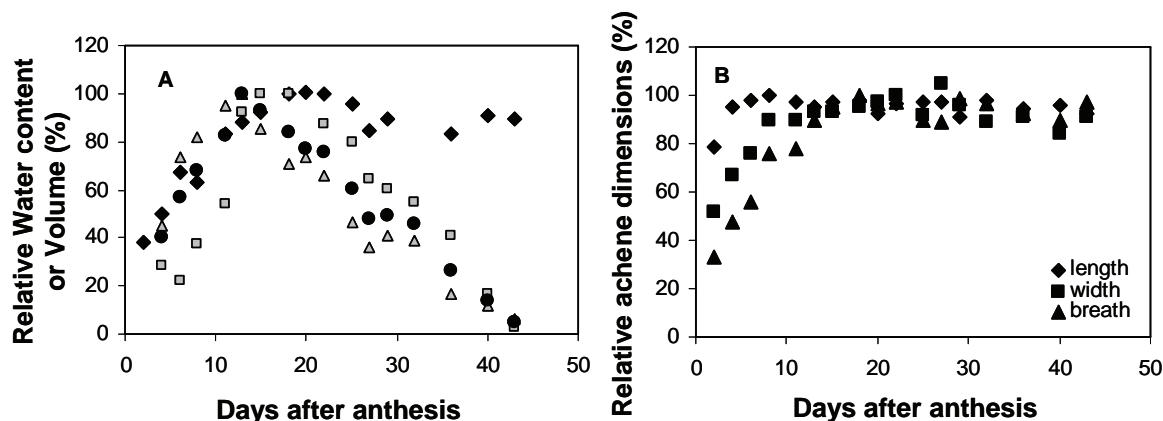 Relative Water content
or Volume (%)
120
100
80
60
40
20
0
A
0
10
20
30
40
50
Days after anthesis
Relative achene dimensions (%)
120
100
80
60
40
20
0
B
length
width
breath
0
10
20
30
40
50
Days after anthesis